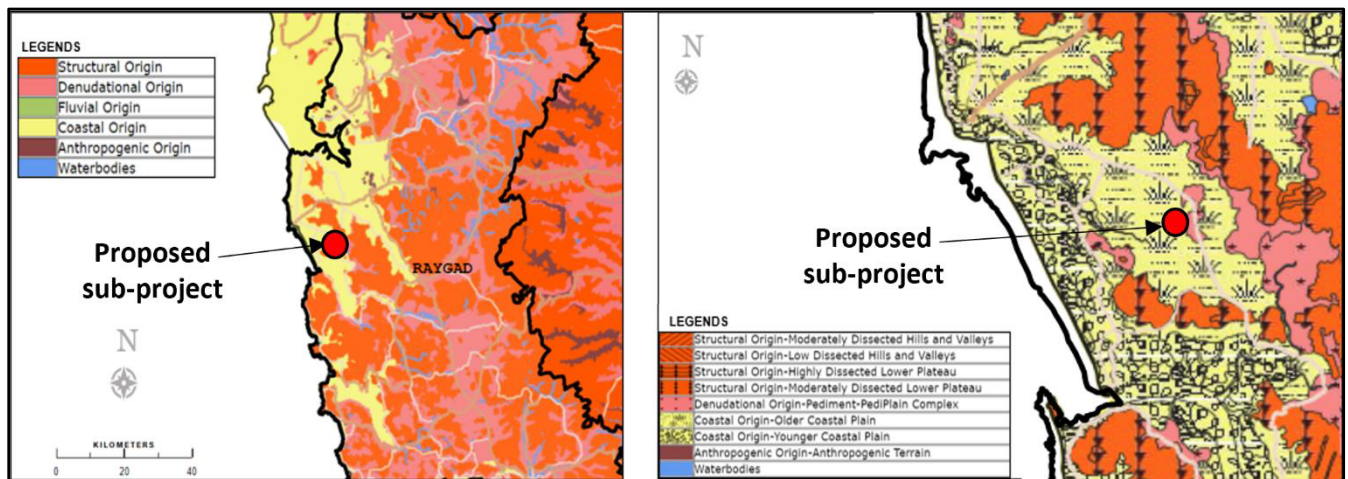 LEGENDS
Structural Origin
Denudational Origin
Fluvial Origin
Coastal Origin
Anthropogenic Origin
Waterbodies
Proposed
sub-project
RAYGAD
N
KILOMETERS
0 20 40
N
Proposed
sub-project
LEGENDS
Structural Origin-Moderately Dissected Hills and Valleys
Structural Origin-Low Dissected Hills and Valleys
Structural Origin-Highly Dissected Lower Plateau
Structural Origin-Moderately Dissected Lower Plateau
Denudational Origin-Pediment-PediPlain Complex
Coastal Origin-Older Coastal Plain
Coastal Origin-Younger Coastal Plain
Anthropogenic Origin-Anthropogenic Terrain
Waterbodies